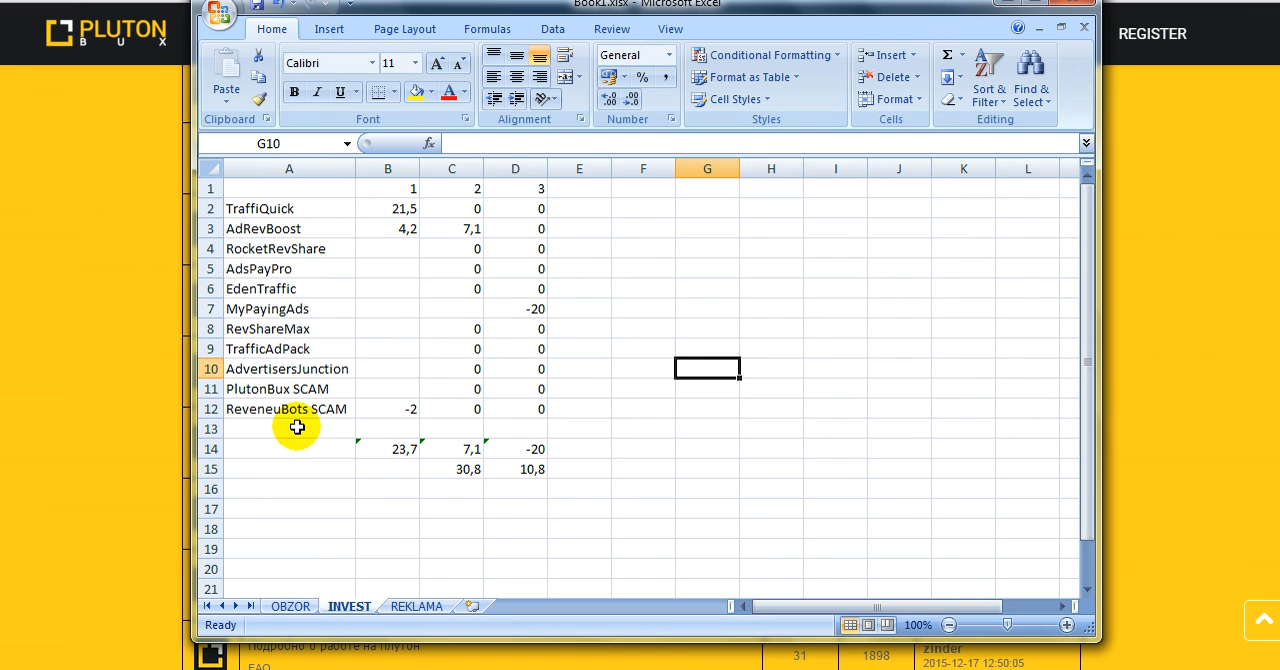 Book1.xlsx - Microsoft Excel
PLUTON
BUX
REGISTER
Home Insert Page Layout Formulas Data Review View
Paste
Clipboard
Calibri 11
B I U
Font
Alignment
General
%
Number
Conditional Formatting
Format as Table
Cell Styles
Styles
Insert
Delete
Format
Cells
Σ
Sort & Filter
Find & Select
Editing
G10 fx
A B C D E F G H I J K L
1 1 2 3
2 TraffiQuick 21,5 0 0
3 AdRevBoost 4,2 7,1 0
4 RocketRevShare 0 0
5 AdsPayPro 0 0
6 EdenTraffic 0 0
7 MyPayingAds -20
8 RevShareMax 0 0
9 TrafficAdPack 0 0
10 AdvertisersJunction 0 0
11 PlutonBux SCAM 0 0
12 ReveneuBots SCAM -2 0 0
13
14 23,7 7,1 -20
15 30,8 10,8
16
17
18
19
20
21
OBZOR INVEST REKLAMA
Ready 100%
Подробно о работе на плутон
FAQ
31 1898
zinder
2015-12-17 12:50:05